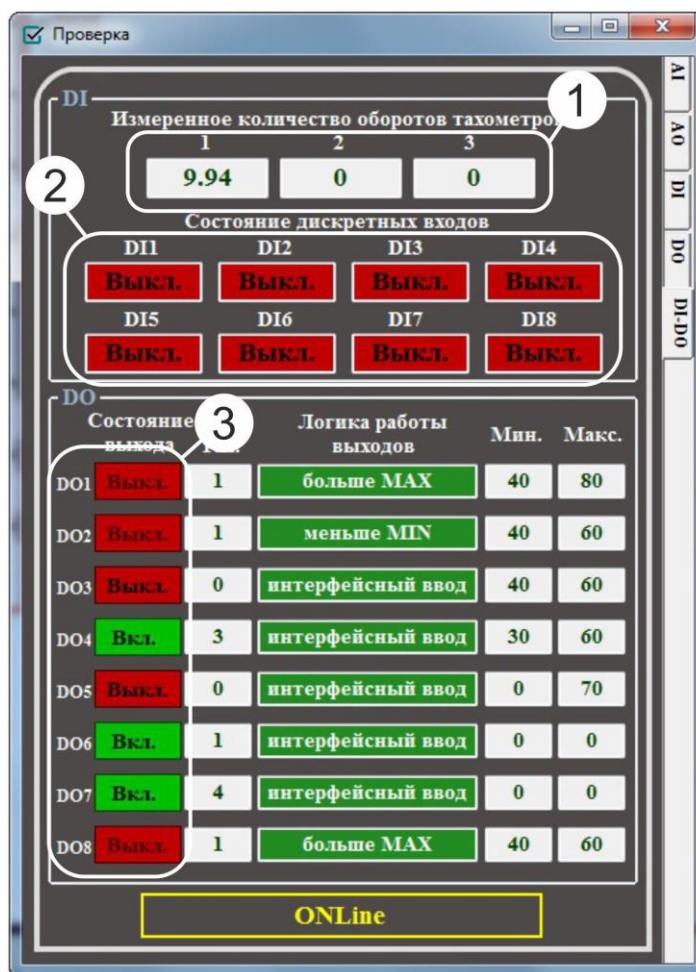 Проверка
DI
Измеренное количество оборотов тахометро
1
1 2 3
9.94 0 0
2
Состояние дискретных входов
DI1 DI2 DI3 DI4
Выкл. Выкл. Выкл. Выкл.
DI5 DI6 DI7 DI8
Выкл. Выкл. Выкл. Выкл.
DO
Состояние Логика работы
3
выхода выходов Мин. Макс.
DO1 Выкл. 1 больше MAX 40 80
DO2 Выкл. 1 меньше MIN 40 60
DO3 Выкл. 0 интерфейсный ввод 40 60
DO4 Вкл. 3 интерфейсный ввод 30 60
DO5 Выкл. 0 интерфейсный ввод 0 70
DO6 Вкл. 1 интерфейсный ввод 0 0
DO7 Вкл. 4 интерфейсный ввод 0 0
DO8 Выкл. 1 больше MAX 40 60
ONLine
AI
AO
DI
DO
DI-DO